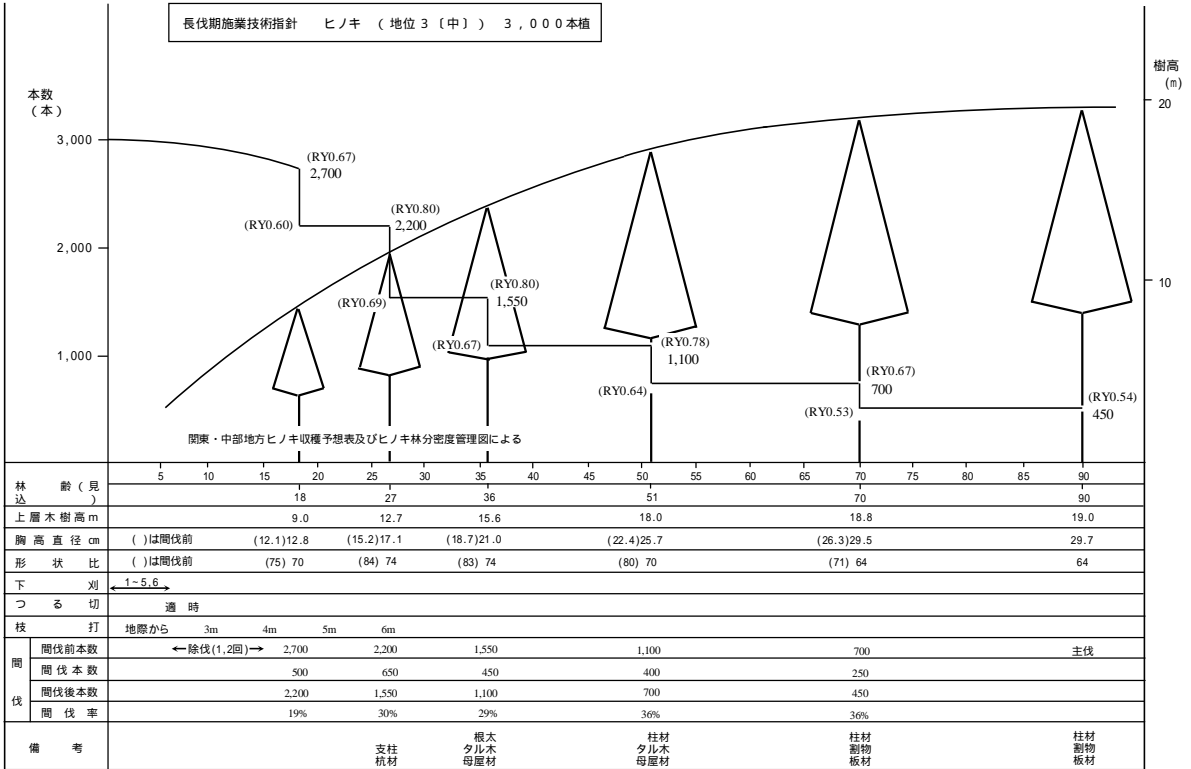 長伐期施業技術指針　ヒノキ　（地位３〔中〕）　３，０００本植
本数
（本）
樹高
(m)
3,000
2,000
1,000
20
10
(RY0.67)
2,700
(RY0.60)
(RY0.80)
2,200
(RY0.69)
(RY0.80)
1,550
(RY0.67)
(RY0.78)
1,100
(RY0.64)
(RY0.67)
700
(RY0.53)
(RY0.54)
450
関東・中部地方ヒノキ収穫予想表及びヒノキ林分密度管理図による
5 10 15 20 25 30 35 40 45 50 55 60 65 70 75 80 85 90
林齢(見込) 18 27 36 51 70 90
上層木樹高m 9.0 12.7 15.6 18.0 18.8 19.0
胸高直径㎝ ( )は間伐前 (12.1)12.8 (15.2)17.1 (18.7)21.0 (22.4)25.7 (26.3)29.5 29.7
形状比 ( )は間伐前 (75) 70 (84) 74 (83) 74 (80) 70 (71) 64 64
下刈 1~5,6
つる切 適時
枝打 地際から 3m 4m 5m 6m
間伐
間伐前本数 ←除伐(1,2回)→ 2,700 2,200 1,550 1,100 700 主伐
間伐本数 500 650 450 400 250
間伐後本数 2,200 1,550 1,100 700 450
間伐率 19% 30% 29% 36% 36%
備考
支柱
杭材
根太
タル木
母屋材
柱材
タル木
母屋材
柱材
割物
板材
柱材
割物
板材